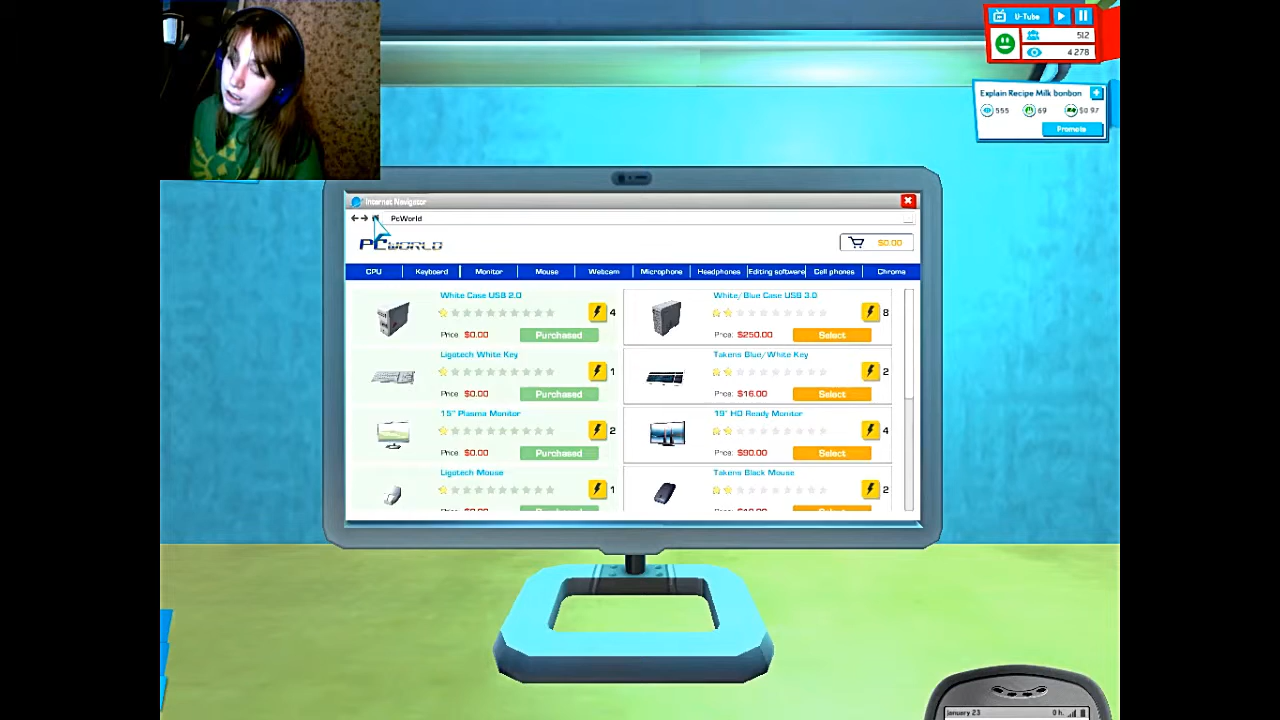 U-Tube
512
4 278
Explain Recipe Milk bonbon
555 69 $0.97
Promote
Internet Navigator
PcWorld
PCWORLD
$0.00
CPU Keyboard Monitor Mouse Webcam Microphone Headphones Editing software Cell phones Chroma
White Case USB 2.0
4
Price: $0.00 Purchased
White/Blue Case USB 3.0
8
Price: $250.00 Select
Ligotech White Key
1
Price: $0.00 Purchased
Takens Blue/White Key
2
Price: $16.00 Select
15" Plasma Monitor
2
Price: $0.00 Purchased
19" HD Ready Monitor
4
Price: $90.00 Select
Ligotech Mouse
1
Takens Black Mouse
2
january 23 0 h.